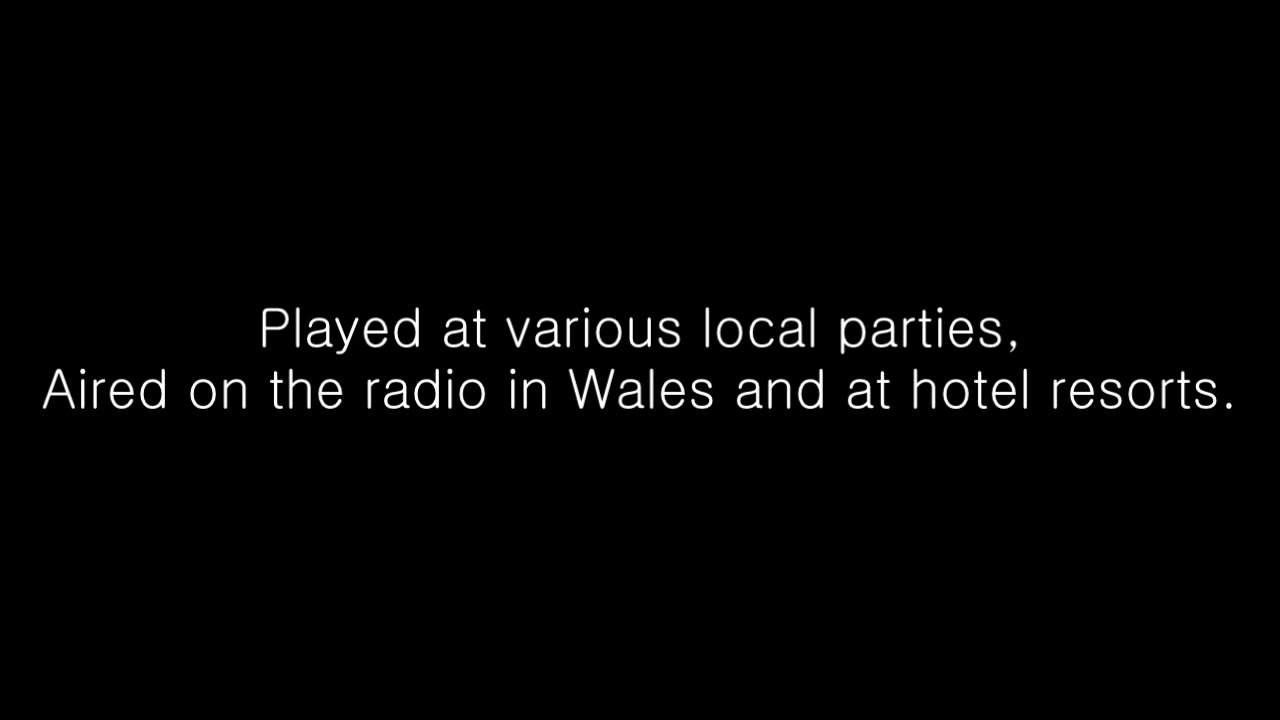 Played at various local parties,
Aired on the radio in Wales and at hotel resorts.